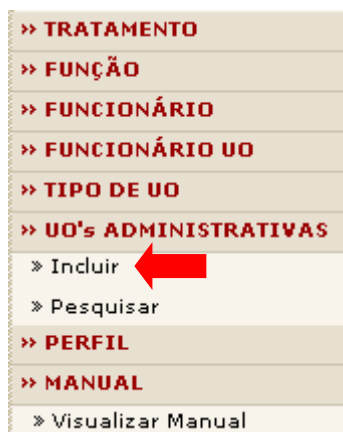 » TRATAMENTO
» FUNÇÃO
» FUNCIONÁRIO
» FUNCIONÁRIO UO
» TIPO DE UO
» UO's ADMINISTRATIVAS
» Incluir
» Pesquisar
» PERFIL
» MANUAL
» Visualizar Manual